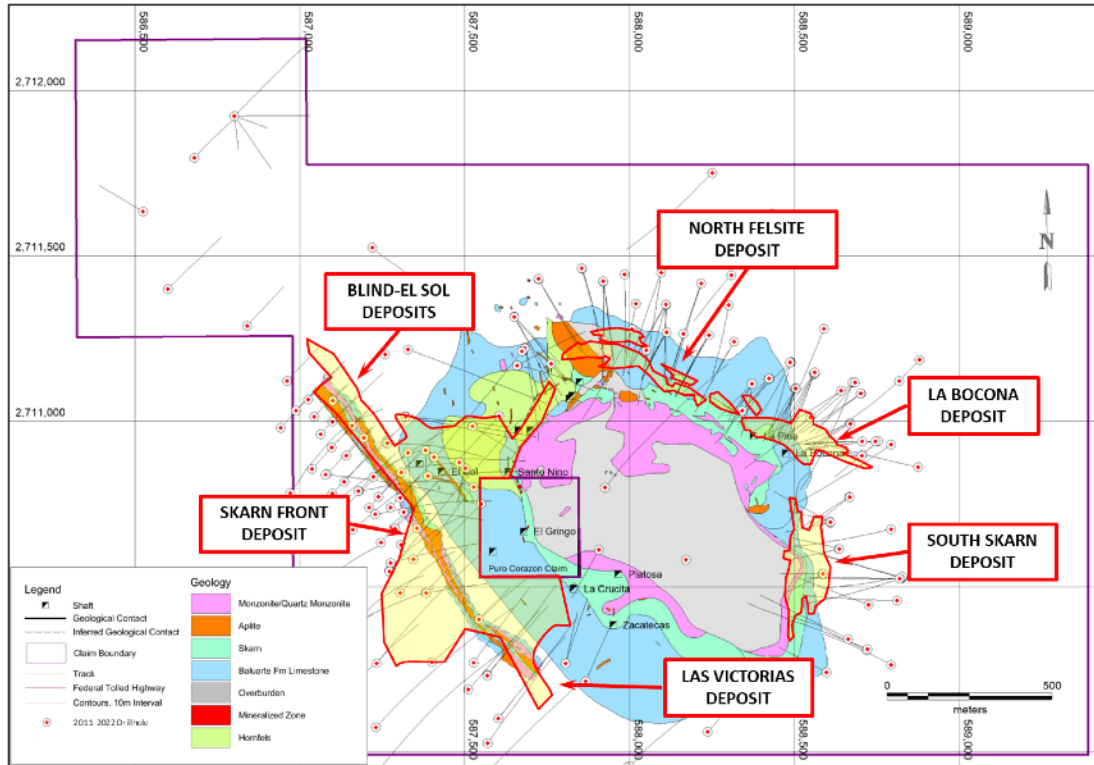 586,500
587,000
587,500
588,000
588,500
589,000
2,712,000
2,711,500
2,711,000
N
NORTH FELSITE
DEPOSIT
BLIND-EL SOL
DEPOSITS
LA BOCONA
DEPOSIT
SKARN FRONT
DEPOSIT
SOUTH SKARN
DEPOSIT
LAS VICTORIAS
DEPOSIT
La Pina
La Bocona
El Sol
Santo Nino
El Gringo
Puro Corazon Claim
Platosa
La Crucita
Zacatecas
Legend
Shaft
Geological Contact
Inferred Geological Contact
Claim Boundary
Track
Federal Tolled Highway
Contours, 10m Interval
2011-2022 Drillhole
Geology
Monzonite/Quartz Monzonite
Aplite
Skarn
Baluarte Fm Limestone
Overburden
Mineralized Zone
Hornfels
0
500
meters
587,500
588,000
588,500
589,000